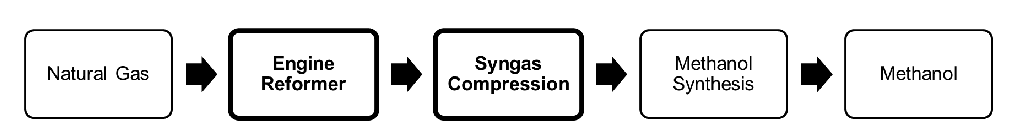 Natural Gas
Engine
Reformer
Syngas
Compression
Methanol
Synthesis
Methanol